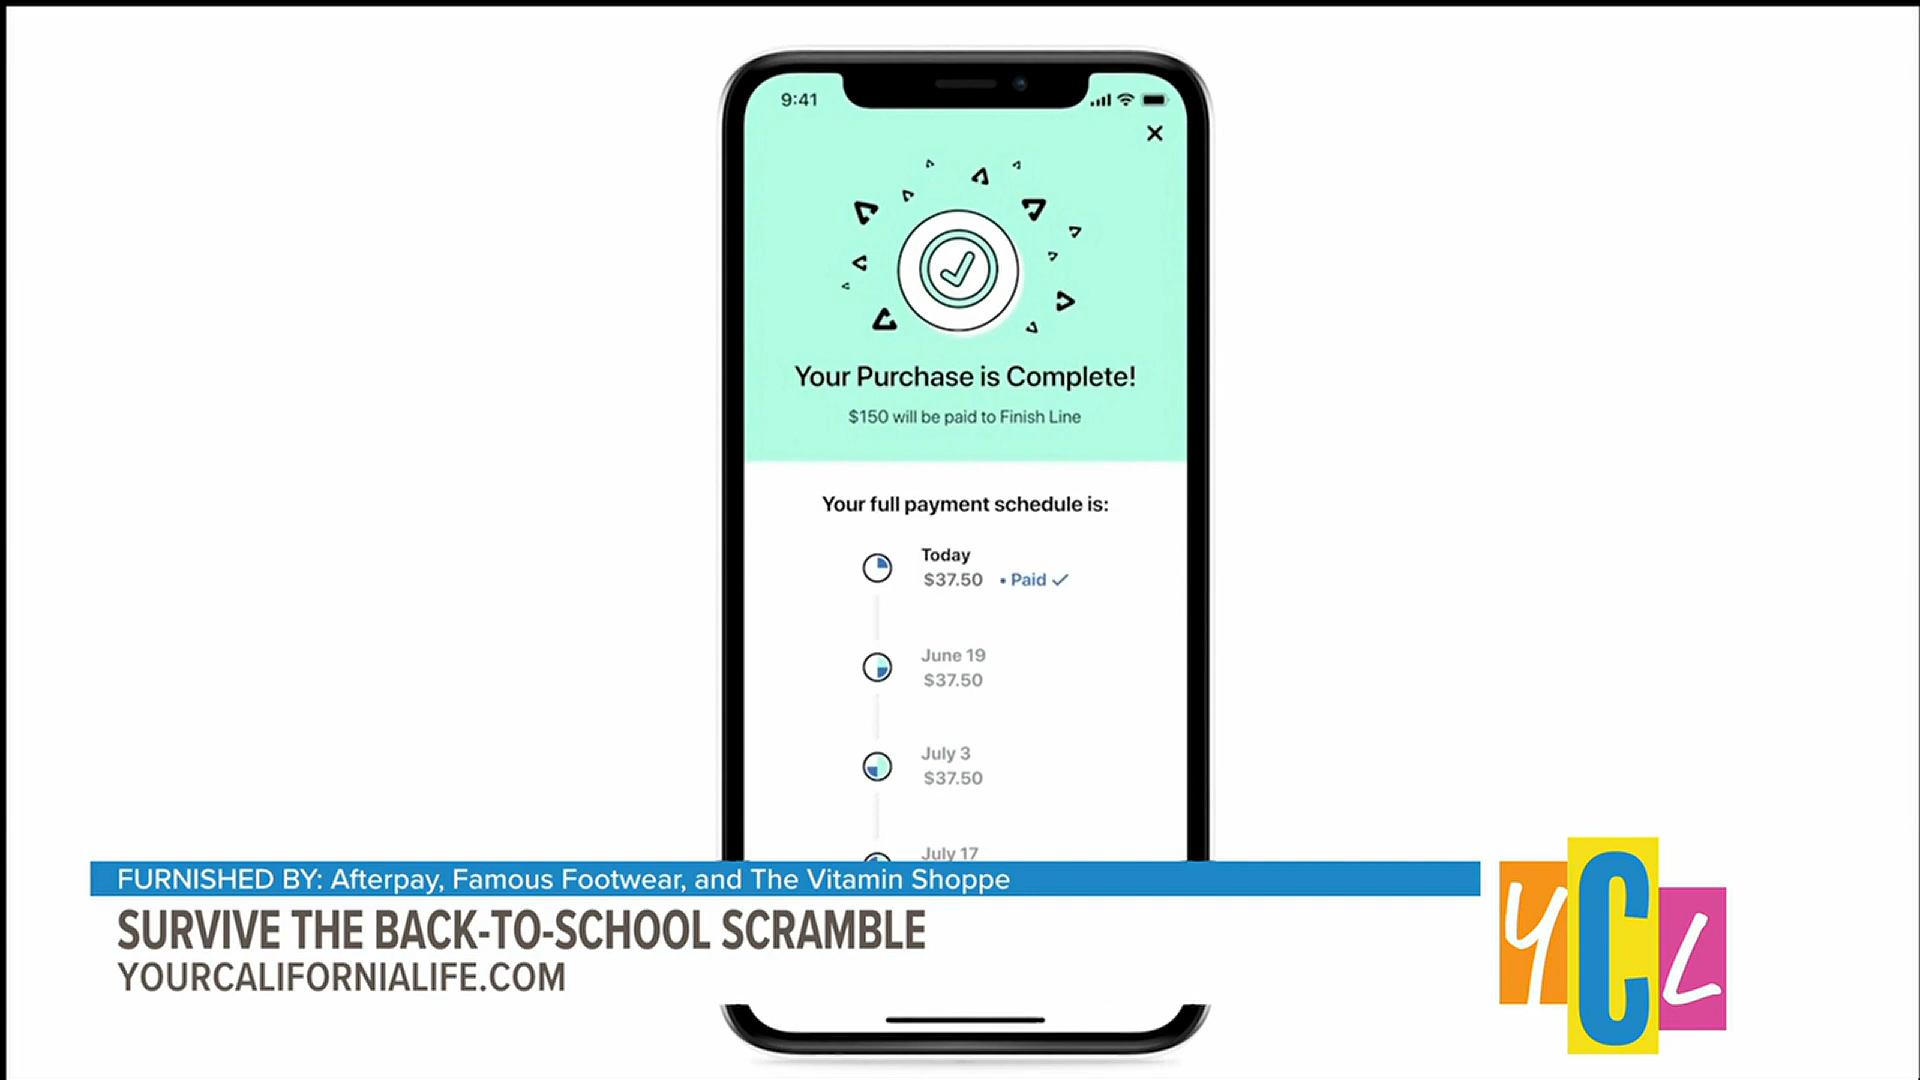 9:41
Your Purchase is Complete!
$150 will be paid to Finish Line
Your full payment schedule is:
Today
$37.50 • Paid ✓
June 19
$37.50
July 3
$37.50
July 17
FURNISHED BY: Afterpay, Famous Footwear, and The Vitamin Shoppe
SURVIVE THE BACK-TO-SCHOOL SCRAMBLE
YOURCALIFORNIALIFE.COM
YCL